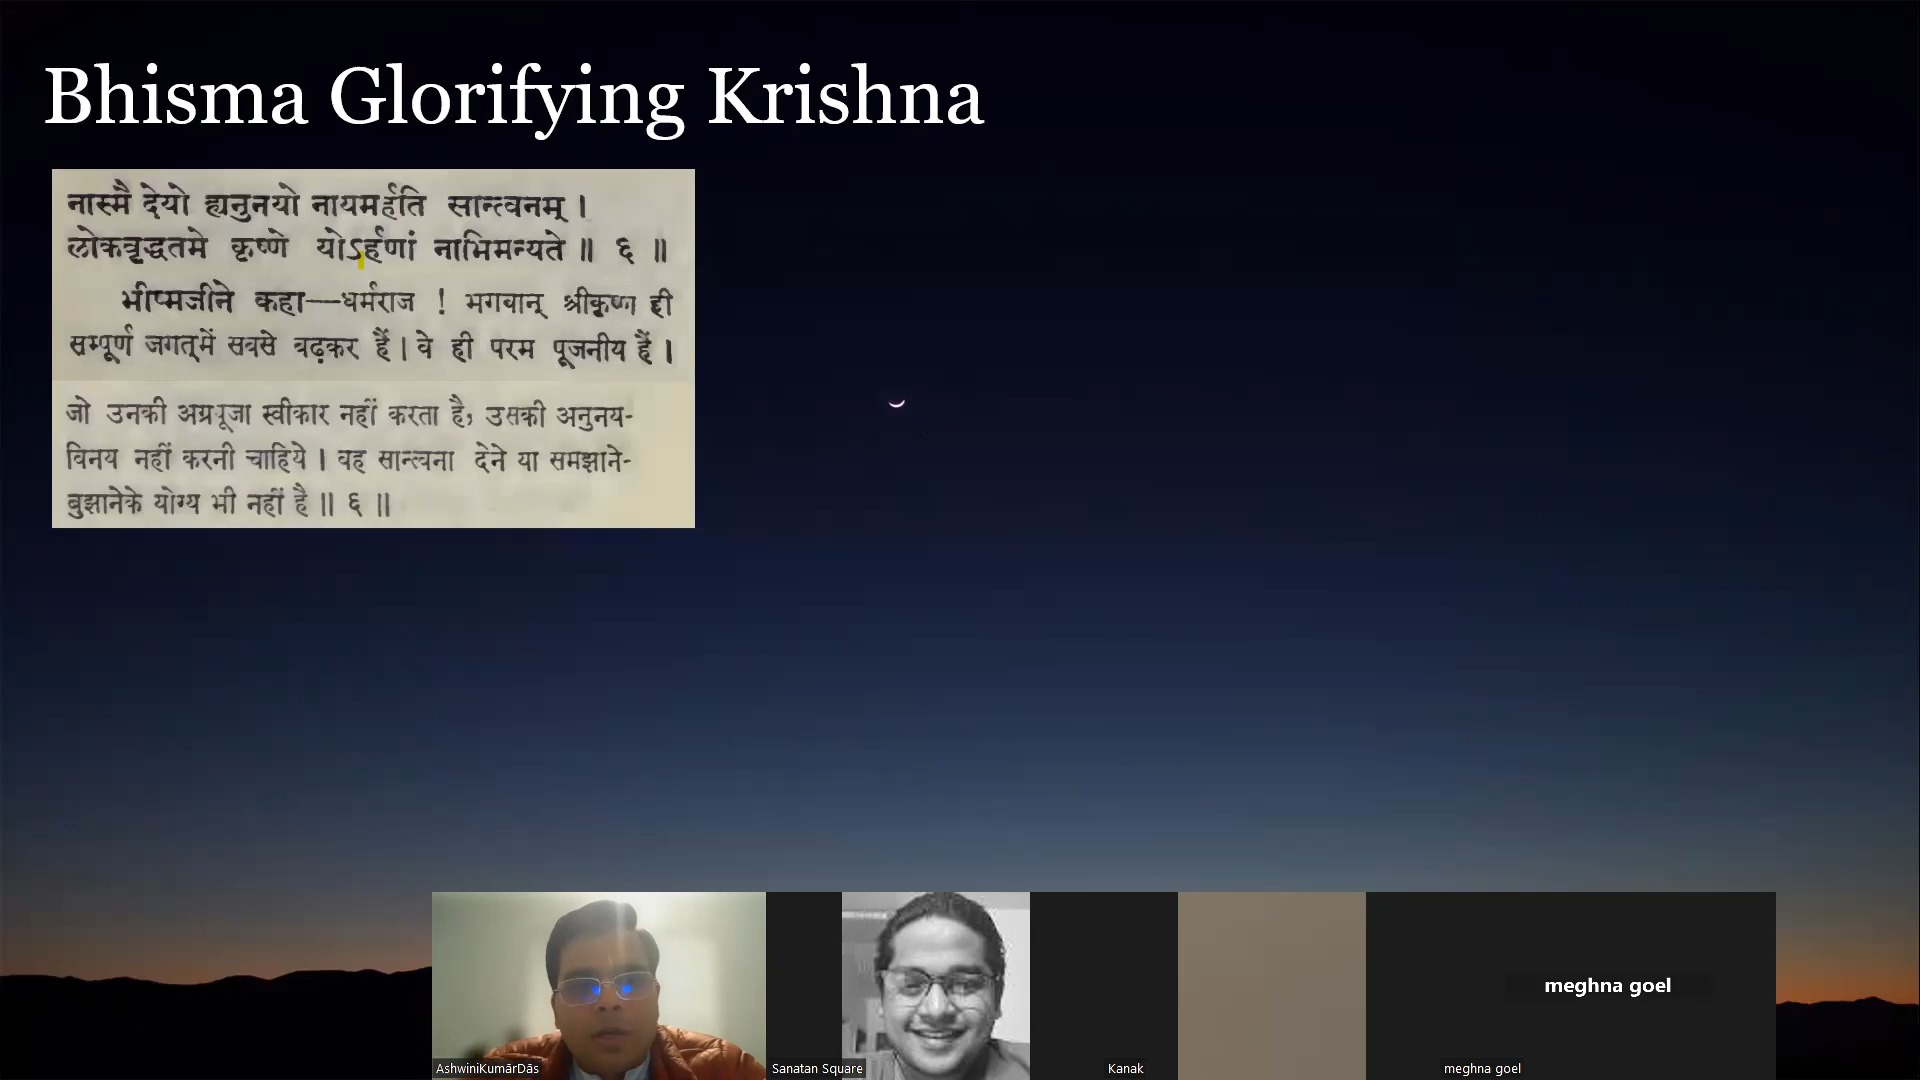 Bhisma Glorifying Krishna
नास्मै देयो ह्यनुनयो नायमर्हति सान्त्वनम् ।
लोकवृद्धतमे कृष्णे योऽर्हणां नाभिमन्यते ॥ ६ ॥
भीष्मजीने कहा—धर्मराज ! भगवान् श्रीकृष्ण ही
सम्पूर्ण जगत्‌में सबसे बढ़कर हैं । वे ही परम पूजनीय हैं ।
जो उनकी अग्रपूजा स्वीकार नहीं करता है, उसकी अनुनय-
विनय नहीं करनी चाहिये । वह सान्त्वना देने या समझाने-
बुझानेके योग्य भी नहीं है ॥ ६ ॥
meghna goel
AshwiniKumārDās
Sanatan Square
Kanak
meghna goel